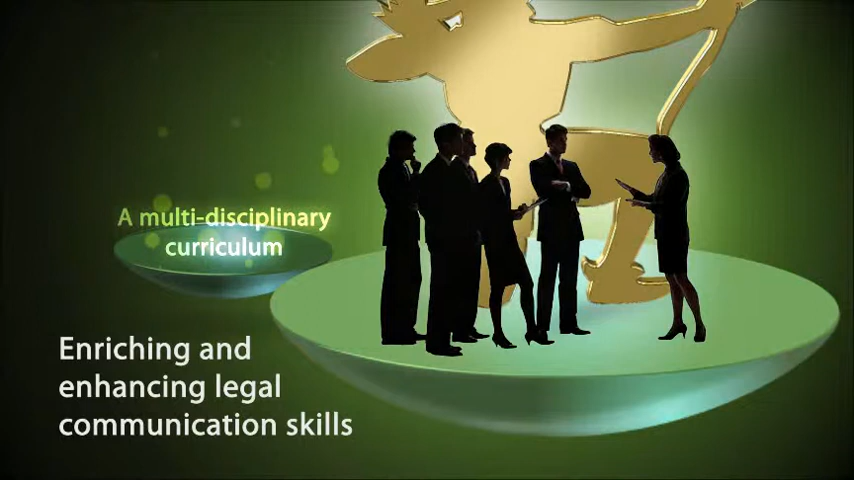 A multi-disciplinary
curriculum
Enriching and
enhancing legal
communication skills